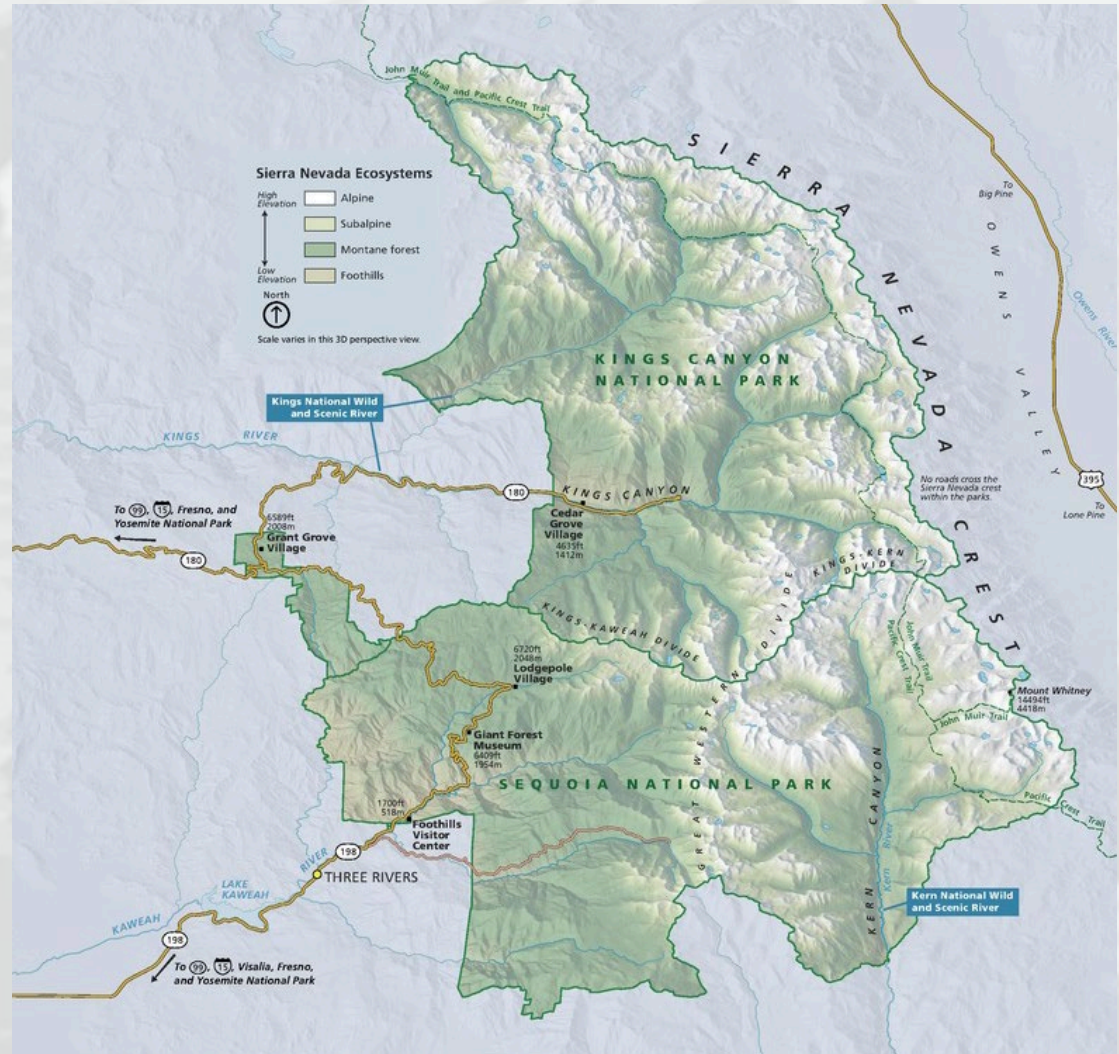 John Muir Trail and Pacific Crest Trail
SIERRA NEVADA CREST
Sierra Nevada Ecosystems
High
Elevation
Alpine
Subalpine
Montane forest
Low
Elevation
Foothills
North
Scale varies in this 3D perspective view.
To
Big Pine
OWENS VALLEY
Owens River
KINGS CANYON
NATIONAL PARK
Kings National Wild
and Scenic River
KINGS RIVER
180
KINGS CANYON
No roads cross the
Sierra Nevada crest
within the parks.
395
To
Lone Pine
To 99, 15, Fresno, and
Yosemite National Park
6589ft
2008m
Grant Grove
Village
180
Cedar
Grove
Village
4635ft
1412m
KINGS-KERN
DIVIDE
KINGS-KAWEAH DIVIDE
GREAT WESTERN DIVIDE
6720ft
2048m
Lodgepole
Village
John Muir Trail
Pacific Crest Trail
Mount Whitney
14494ft
4418m
John Muir Trail
Giant Forest
Museum
6409ft
1954m
SEQUOIA NATIONAL PARK
KERN CANYON
Pacific Crest Trail
1700ft
518m
Foothills
Visitor
Center
198
RIVER
THREE RIVERS
LAKE
KAWEAH
KAWEAH
Kern River
Kern National Wild
and Scenic River
198
To 99, 15, Visalia, Fresno,
and Yosemite National Park